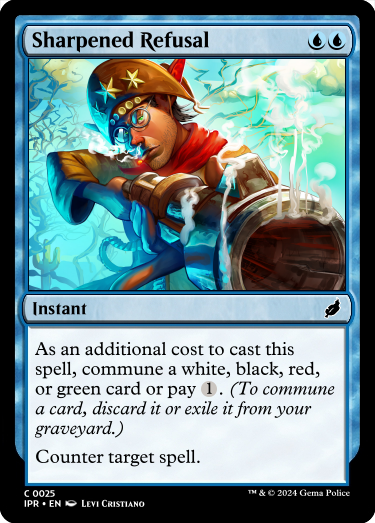 Sharpened Refusal
Instant
As an additional cost to cast this
spell, commune a white, black, red,
or green card or pay 1. (To commune
a card, discard it or exile it from your
graveyard.)
Counter target spell.
C 0025
IPR • EN Levi Cristiano
™ & © 2024 Gema Police